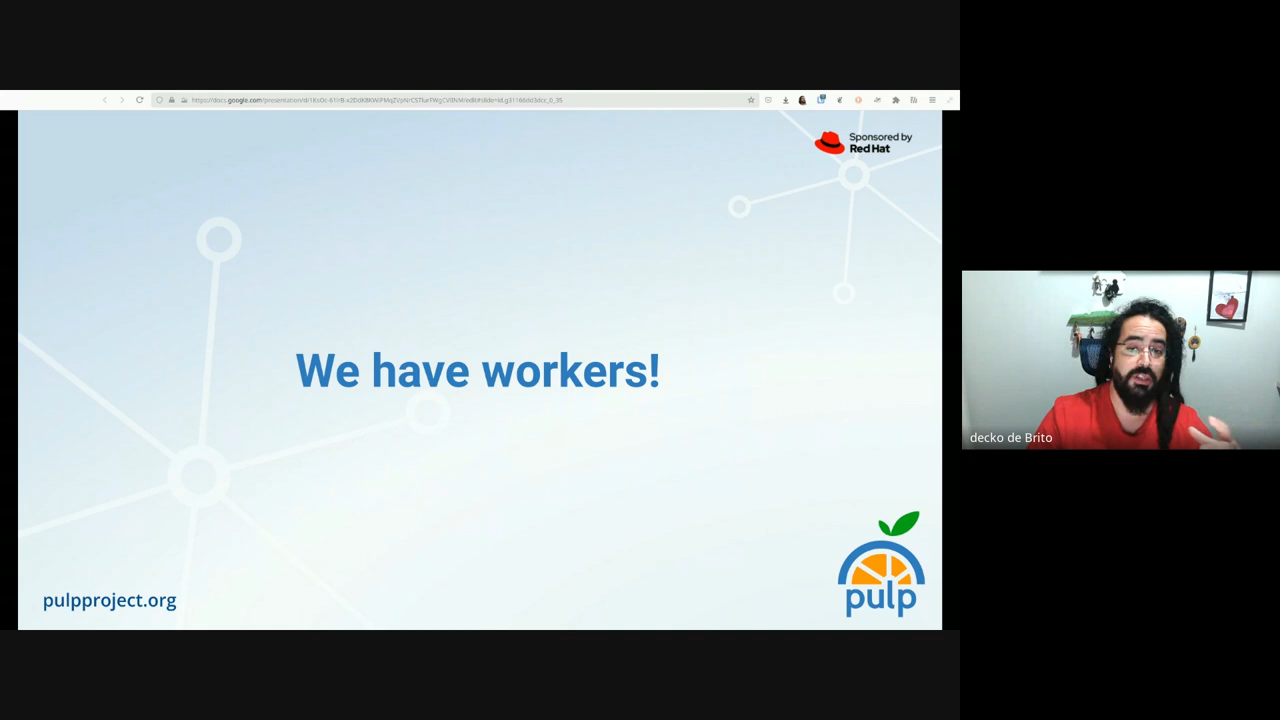 Sponsored by
Red Hat
We have workers!
decko de Brito
pulpproject.org
pulp